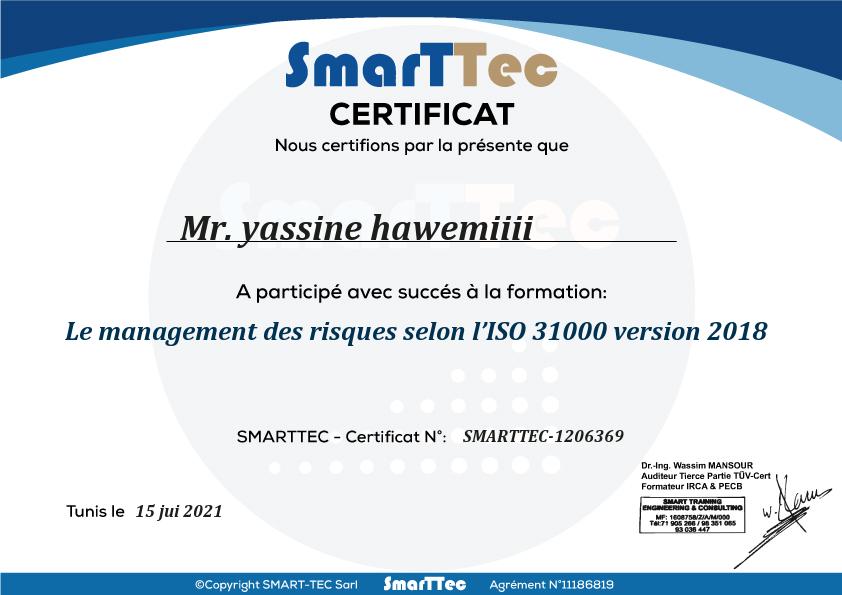 SmarTTec
CERTIFICAT
Nous certifions par la présente que
SmarTTec
Mr. yassine hawemiiii
A participé avec succés à la formation:
Le management des risques selon l'ISO 31000 version 2018
SMARTTEC - Certificat N°: SMARTTEC-1206369
Dr.-Ing. Wassim MANSOUR
Auditeur Tierce Partie TÜV-Cert
Formateur IRCA & PECB
SMART TRAINING
ENGINEERING & CONSULTING
MF: 1608758/Z/A/M/000
Tél:71 905 266 / 98 351 065
93 036 447
Tunis le 15 jui 2021
©Copyright SMART-TEC Sarl SmarTTec Agrément N°11186819